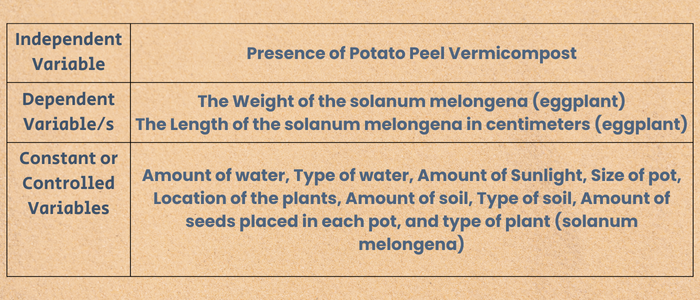 Independent
Variable
Presence of Potato Peel Vermicompost
Dependent
Variable/s
The Weight of the solanum melongena (eggplant)
The Length of the solanum melongena in centimeters (eggplant)
Constant or
Controlled
Variables
Amount of water, Type of water, Amount of Sunlight, Size of pot,
Location of the plants, Amount of soil, Type of soil, Amount of
seeds placed in each pot, and type of plant (solanum
melongena)